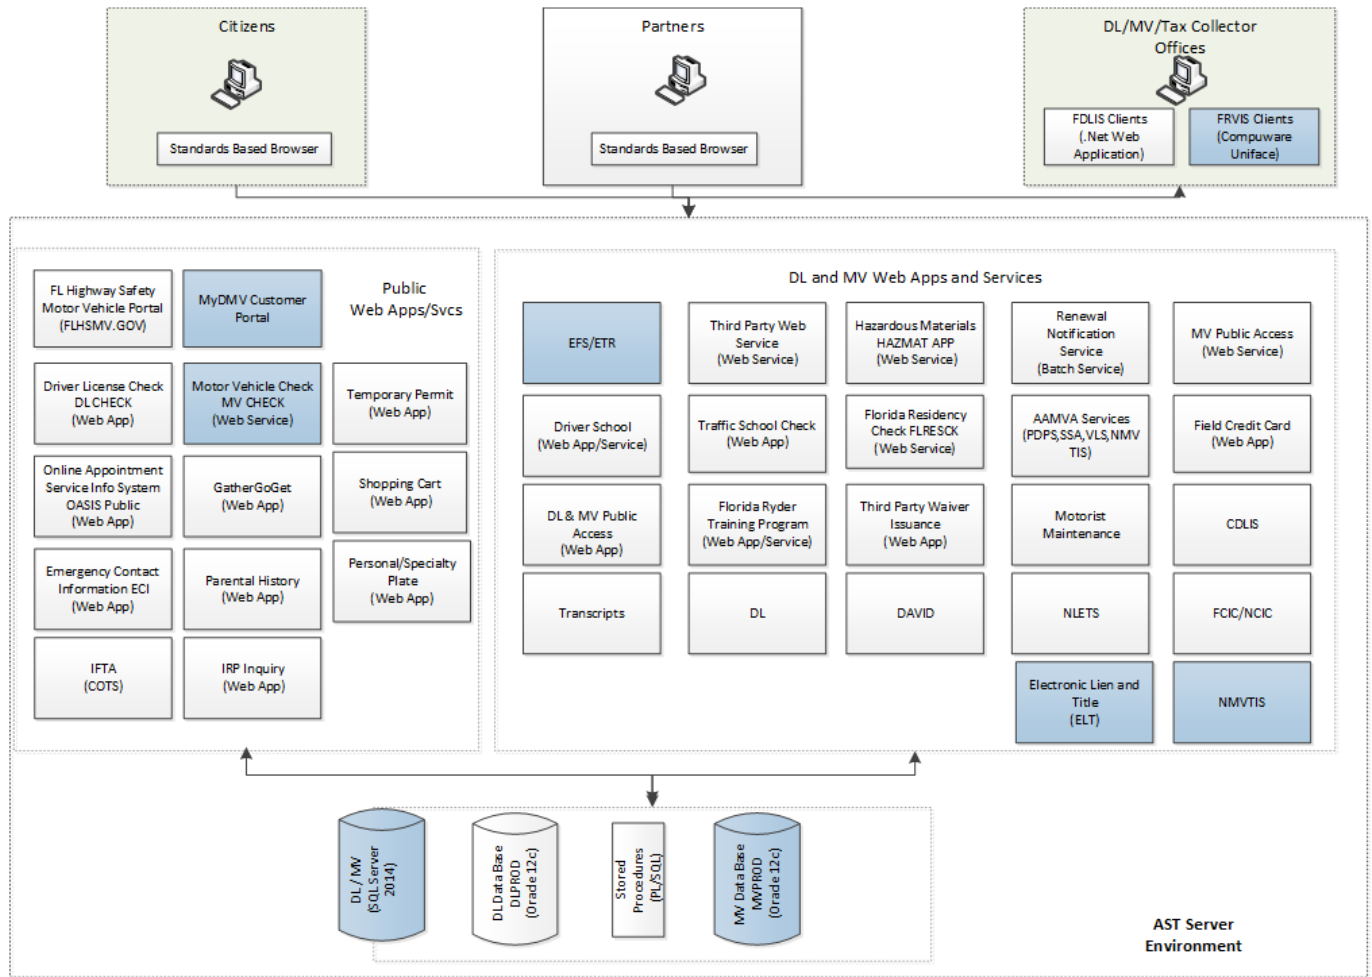 Citizens
Standards Based Browser
Partners
Standards Based Browser
DL/MV/Tax Collector
Offices
FDLIS Clients
(.Net Web
Application)
FRVIS Clients
(Compuware
Uniface)
Public
Web Apps/Svcs
FL Highway Safety
Motor Vehicle Portal
(FLHSMV.GOV)
MyDMV Customer
Portal
Driver License Check
DLCHECK
(Web App)
Motor Vehicle Check
MV CHECK
(Web Service)
Temporary Permit
(Web App)
Online Appointment
Service Info System
OASIS Public
(Web App)
GatherGoGet
(Web App)
Shopping Cart
(Web App)
Emergency Contact
Information ECI
(Web App)
Parental History
(Web App)
Personal/Specialty
Plate
(Web App)
IFTA
(COTS)
IRP Inquiry
(Web App)
DL and MV Web Apps and Services
EFS/ETR
Third Party Web
Service
(Web Service)
Hazardous Materials
HAZMAT APP
(Web Service)
Renewal
Notification
Service
(Batch Service)
MV Public Access
(Web Service)
Driver School
(Web App/Service)
Traffic School Check
(Web App)
Florida Residency
Check FLRESCK
(Web Service)
AAMVA Services
(PDPS,SSA,VLS,NMV
TIS)
Field Credit Card
(Web App)
DL & MV Public
Access
(Web App)
Florida Ryder
Training Program
(Web App/Service)
Third Party Waiver
Issuance
(Web App)
Motorist
Maintenance
CDLIS
Transcripts
DL
DAVID
NLETS
FCIC/NCIC
Electronic Lien and
Title
(ELT)
NMVTIS
DL / MV
(SQL Server
2014)
DL Data Base
DLPROD
(Oracle 12c)
Stored
Procedures
(PL/SQL)
MV Data Base
MVPROD
(Oracle 12c)
AST Server
Environment